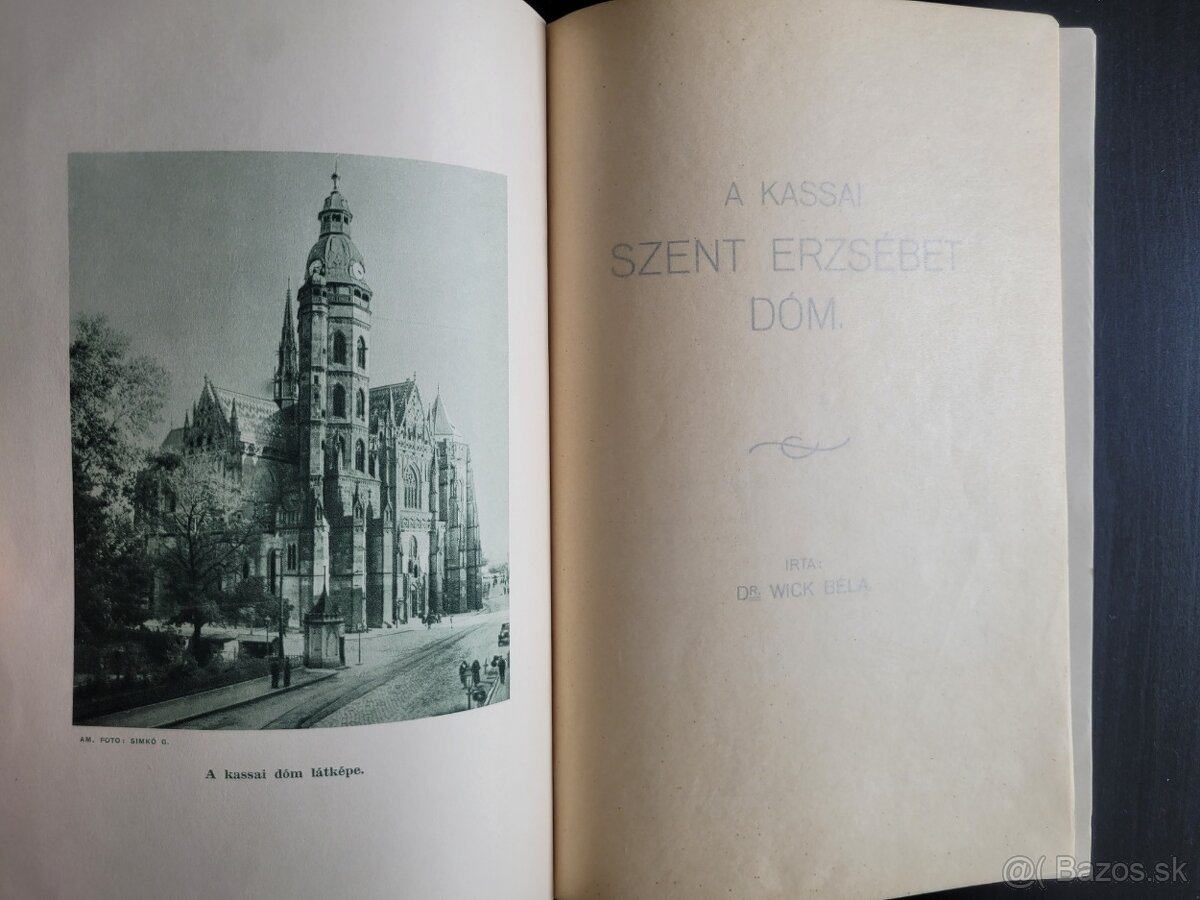 AM. FOTO: SIMKÓ G.
A kassai dóm látképe.
A KASSAI
SZENT ERZSÉBET
DÓM.
IRTA:
DR. WICK BÉLA
@( Bazos.sk